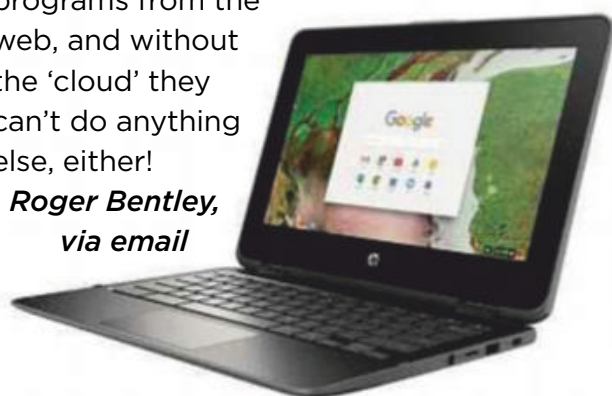 programs from the
web, and without
the ‘cloud’ they
can’t do anything
else, either!
Roger Bentley,
via email
Google
hp